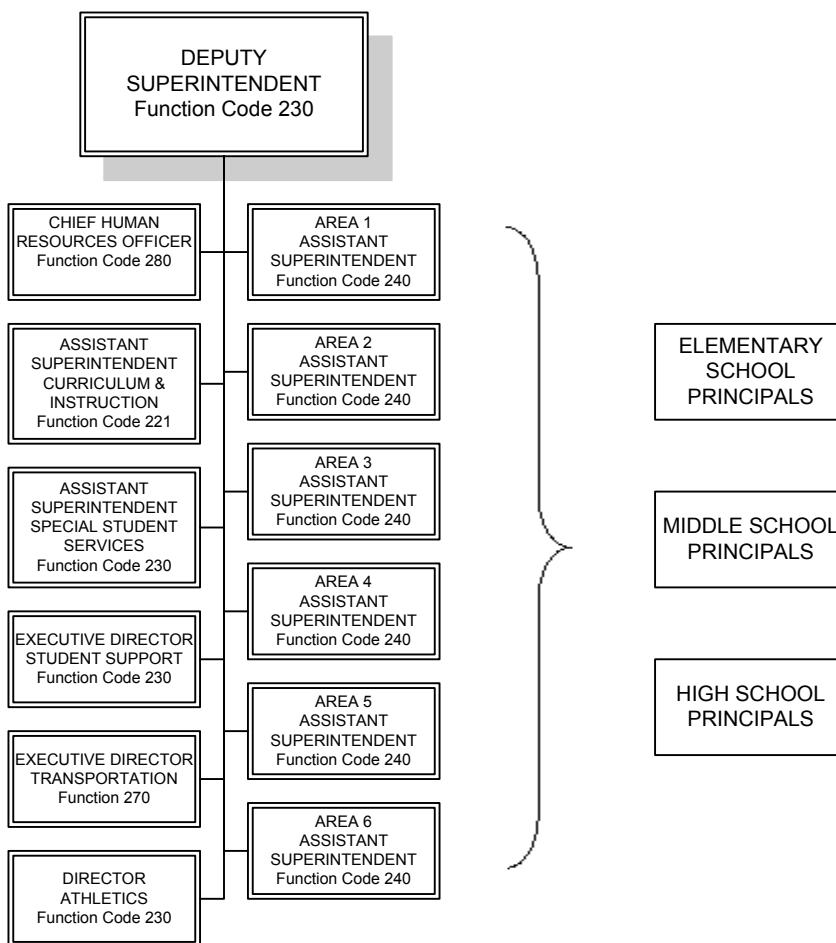 DEPUTY
SUPERINTENDENT
Function Code 230
CHIEF HUMAN
RESOURCES OFFICER
Function Code 280
ASSISTANT
SUPERINTENDENT
CURRICULUM &
INSTRUCTION
Function Code 221
ASSISTANT
SUPERINTENDENT
SPECIAL STUDENT
SERVICES
Function Code 230
EXECUTIVE DIRECTOR
STUDENT SUPPORT
Function Code 230
EXECUTIVE DIRECTOR
TRANSPORTATION
Function 270
DIRECTOR
ATHLETICS
Function Code 230
AREA 1
ASSISTANT
SUPERINTENDENT
Function Code 240
AREA 2
ASSISTANT
SUPERINTENDENT
Function Code 240
AREA 3
ASSISTANT
SUPERINTENDENT
Function Code 240
AREA 4
ASSISTANT
SUPERINTENDENT
Function Code 240
AREA 5
ASSISTANT
SUPERINTENDENT
Function Code 240
AREA 6
ASSISTANT
SUPERINTENDENT
Function Code 240
ELEMENTARY
SCHOOL
PRINCIPALS
MIDDLE SCHOOL
PRINCIPALS
HIGH SCHOOL
PRINCIPALS